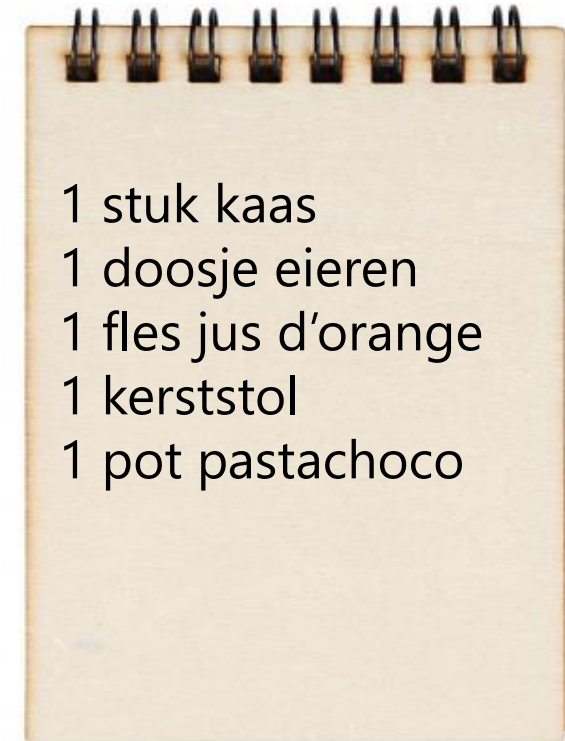 1 stuk kaas
1 doosje eieren
1 fles jus d’orange
1 kerststol
1 pot pastachoco